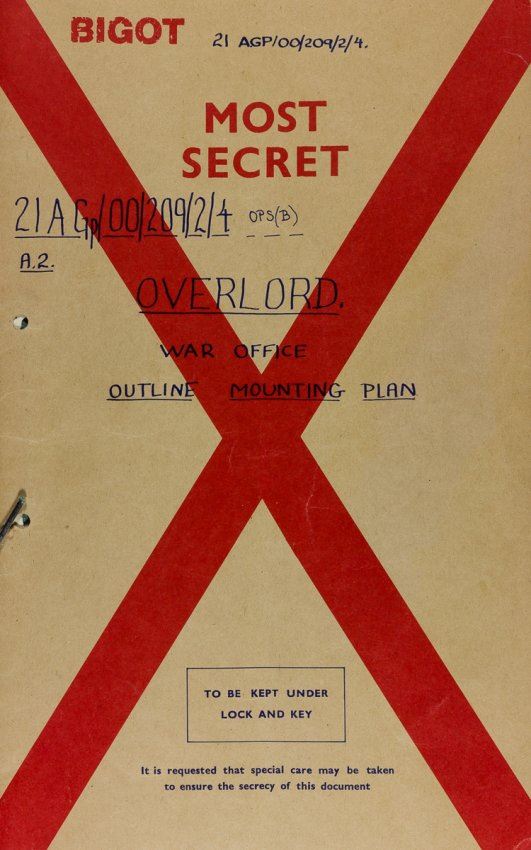 BIGOT 21 AGP/00/209/2/4.
MOST
SECRET
21 A Gp/00/209/2/4 OPS(B)
A.2.
OVERLORD.
WAR OFFICE
OUTLINE MOUNTING PLAN
TO BE KEPT UNDER
LOCK AND KEY
It is requested that special care may be taken
to ensure the secrecy of this document